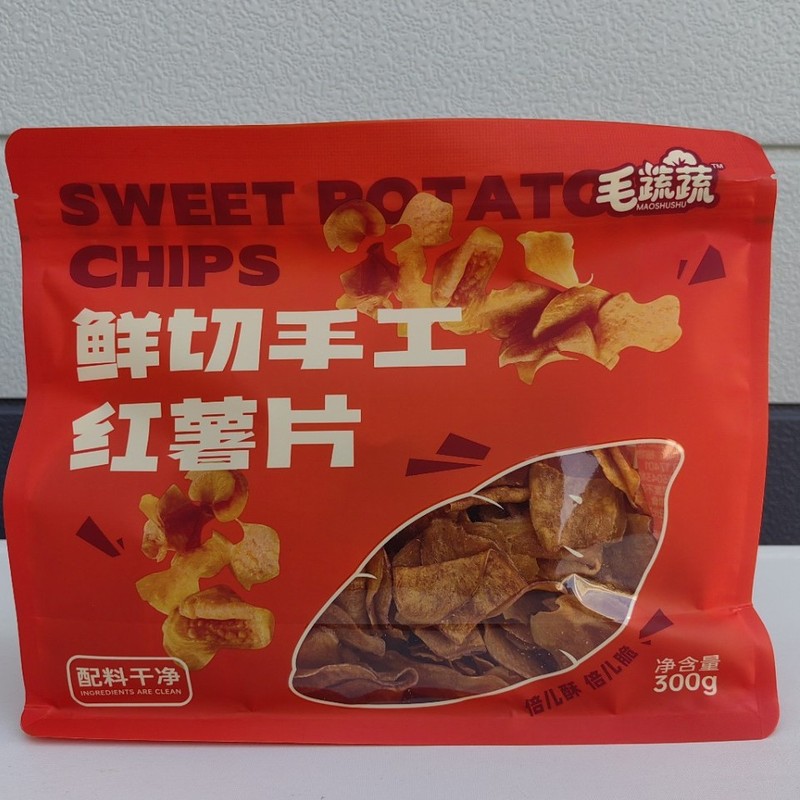 SWEET POTATO
毛蔬蔬
TM
MAOSHUSHU
CHIPS
鲜切手工
红薯片
配料干净
INGREDIENTS ARE CLEAN
倍儿酥 倍儿脆
净含量
300g